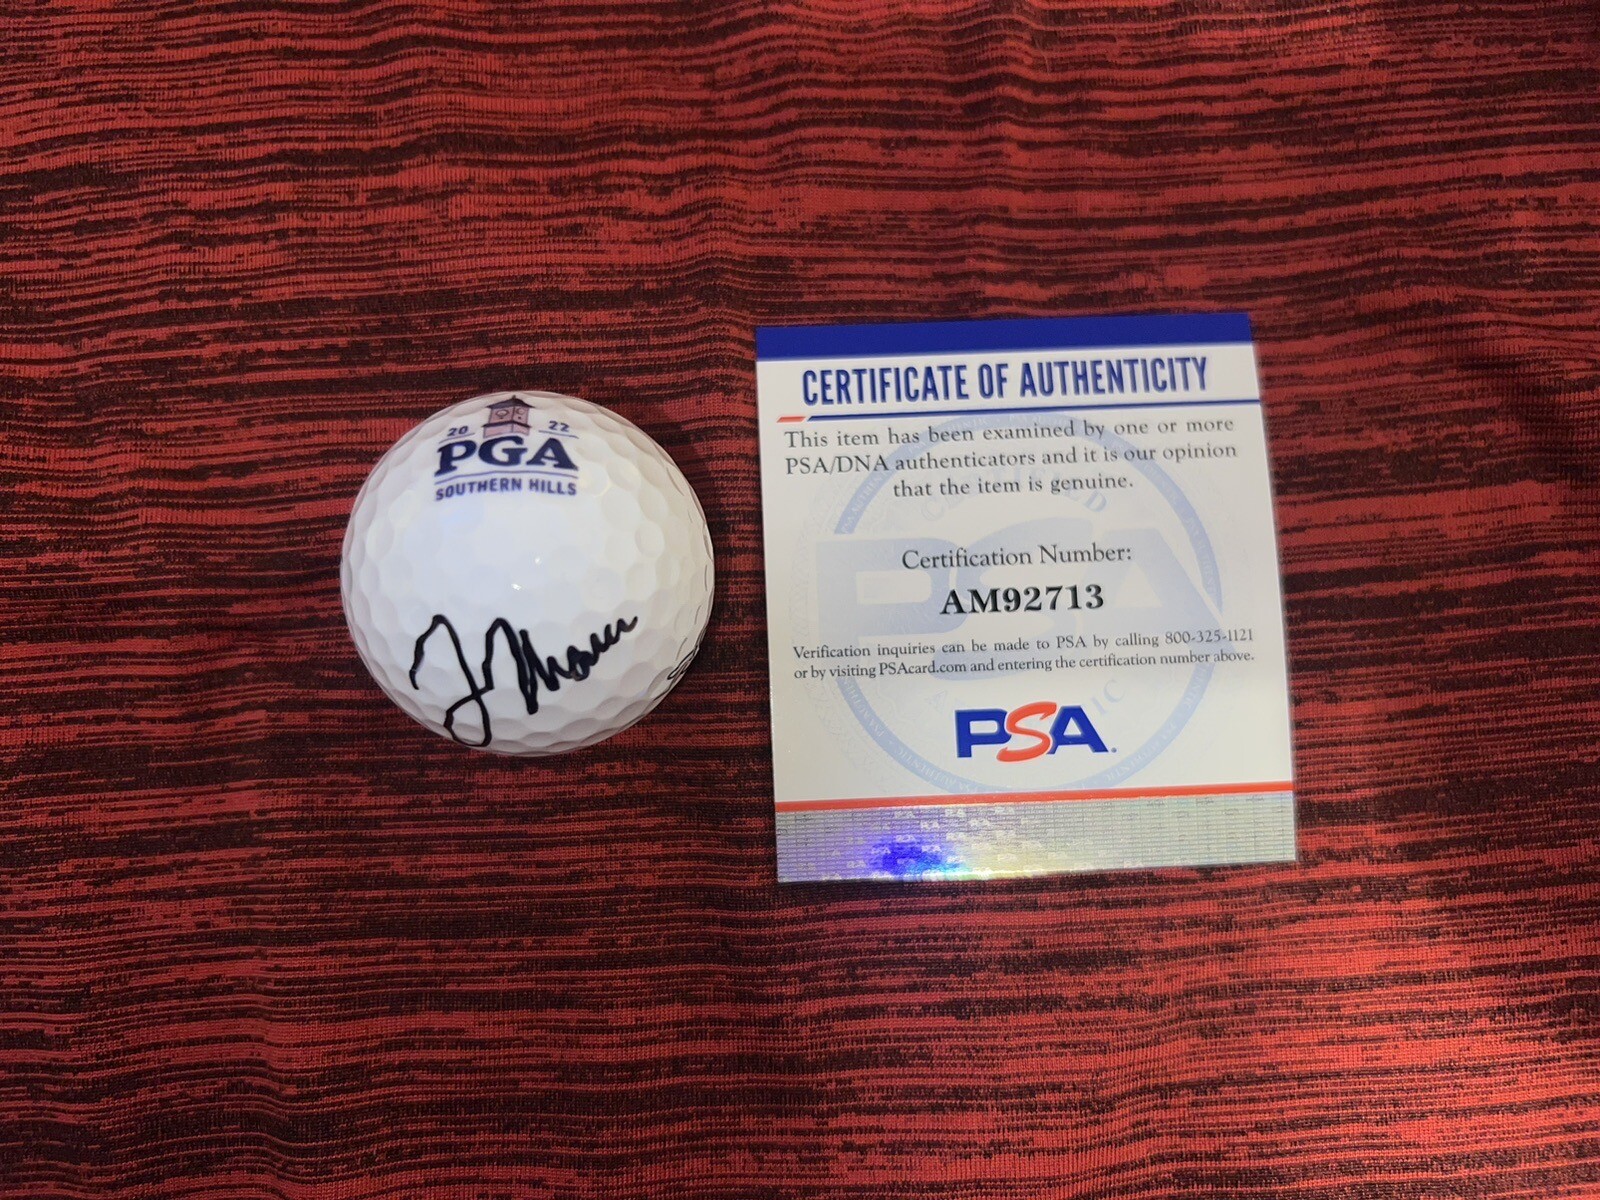 20 22
PGA
SOUTHERN HILLS
CERTIFICATE OF AUTHENTICITY
This item has been examined by one or more
PSA/DNA authenticators and it is our opinion
that the item is genuine.
Certification Number:
AM92713
Verification inquiries can be made to PSA by calling 800-325-1121
or by visiting PSAcard.com and entering the certification number above.
PSA